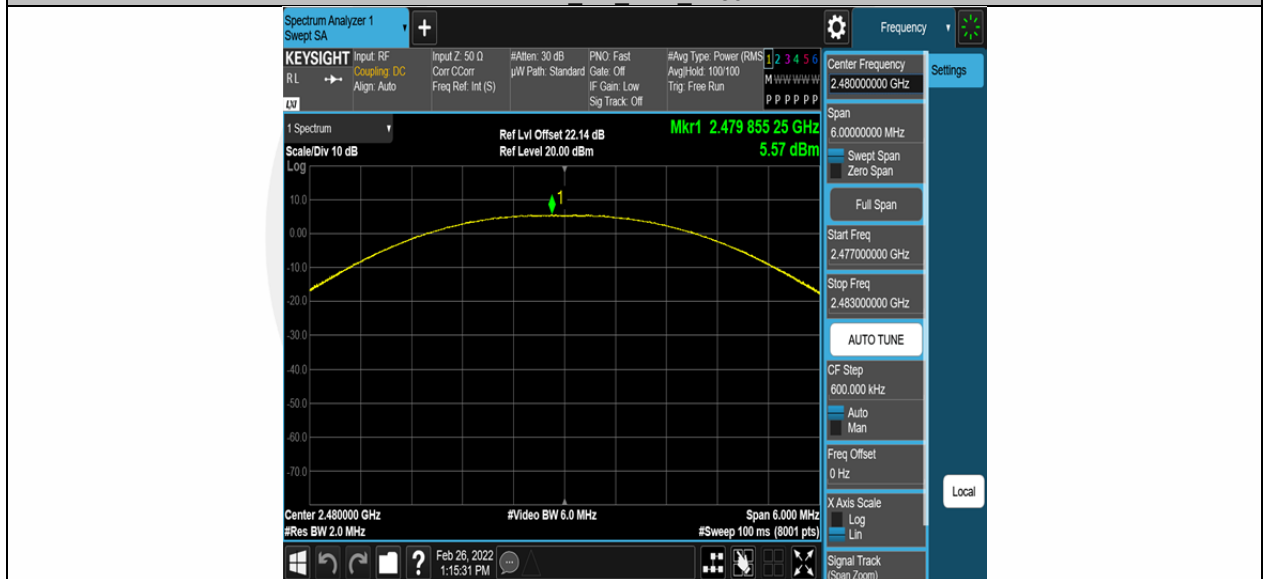 Spectrum Analyzer 1
Swept SA
+
Frequency
KEYSIGHT
Input: RF
Coupling: DC
Align: Auto
Input Z: 50 Ω
Corr CCorr
Freq Ref: Int (S)
#Atten: 30 dB
µW Path: Standard
PNO: Fast
Gate: Off
IF Gain: Low
Sig Track: Off
#Avg Type: Power (RMS
Avg|Hold: 100/100
Trig: Free Run
1 2 3 4 5 6
M W W W W W
P P P P P P
RL
LXI
Center Frequency
2.480000000 GHz
Settings
1 Spectrum
Scale/Div 10 dB
Log
Ref Lvl Offset 22.14 dB
Ref Level 20.00 dBm
Mkr1 2.479 855 25 GHz
5.57 dBm
Span
6.00000000 MHz
Swept Span
Zero Span
Full Span
Start Freq
2.477000000 GHz
Stop Freq
2.483000000 GHz
AUTO TUNE
CF Step
600.000 kHz
Auto
Man
Freq Offset
0 Hz
X Axis Scale
Log
Lin
Signal Track
(Span Zoom)
Local
1
10.0
0.00
-10.0
-20.0
-30.0
-40.0
-50.0
-60.0
-70.0
Center 2.480000 GHz
#Res BW 2.0 MHz
#Video BW 6.0 MHz
Span 6.000 MHz
#Sweep 100 ms (8001 pts)
?
Feb 26, 2022
1:15:31 PM